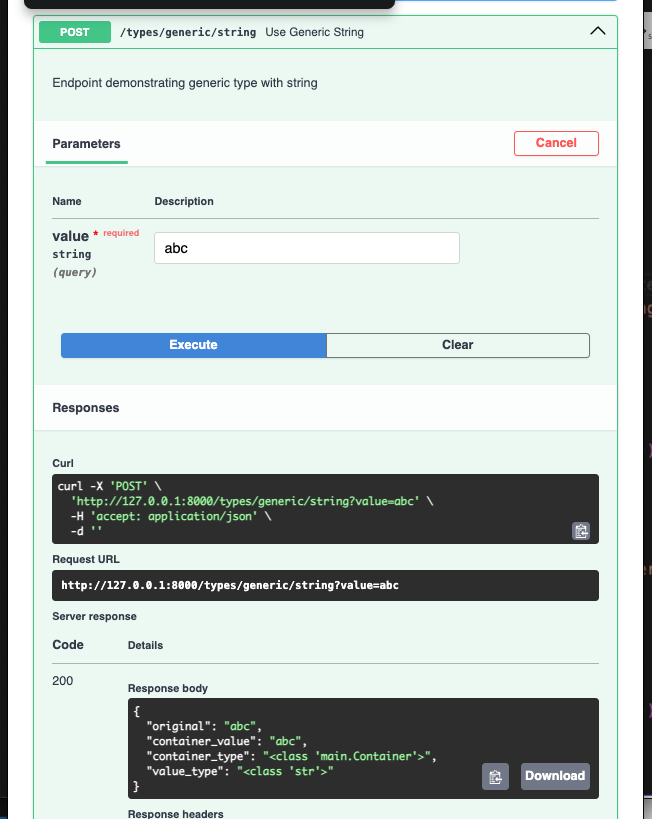 POST /types/generic/string Use Generic String
Endpoint demonstrating generic type with string
Parameters Cancel
Name Description
value * required abc
string
(query)
Execute Clear
Responses
Curl
curl -X 'POST' \
'http://127.0.0.1:8000/types/generic/string?value=abc' \
-H 'accept: application/json' \
-d ''
Request URL
http://127.0.0.1:8000/types/generic/string?value=abc
Server response
Code Details
200
Response body
{
"original": "abc",
"container_value": "abc",
"container_type": "<class 'main.Container'>",
"value_type": "<class 'str'>"
}
Download
Response headers